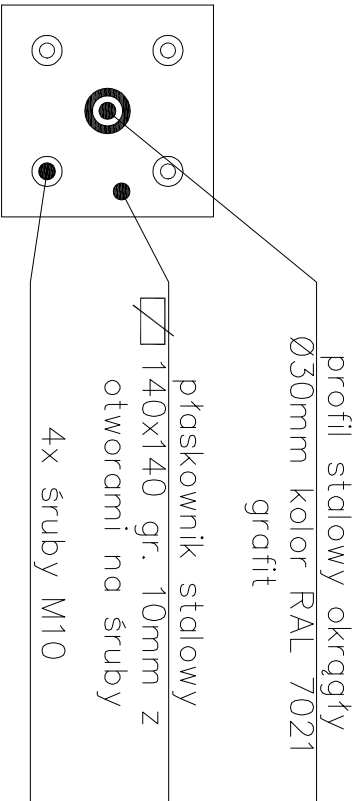 profil stalowy okrągły
Ø30mm kolor RAL 7021
grafit
płaskownik stalowy
140x140 gr. 10mm z
otworami na śruby
4x śruby M10